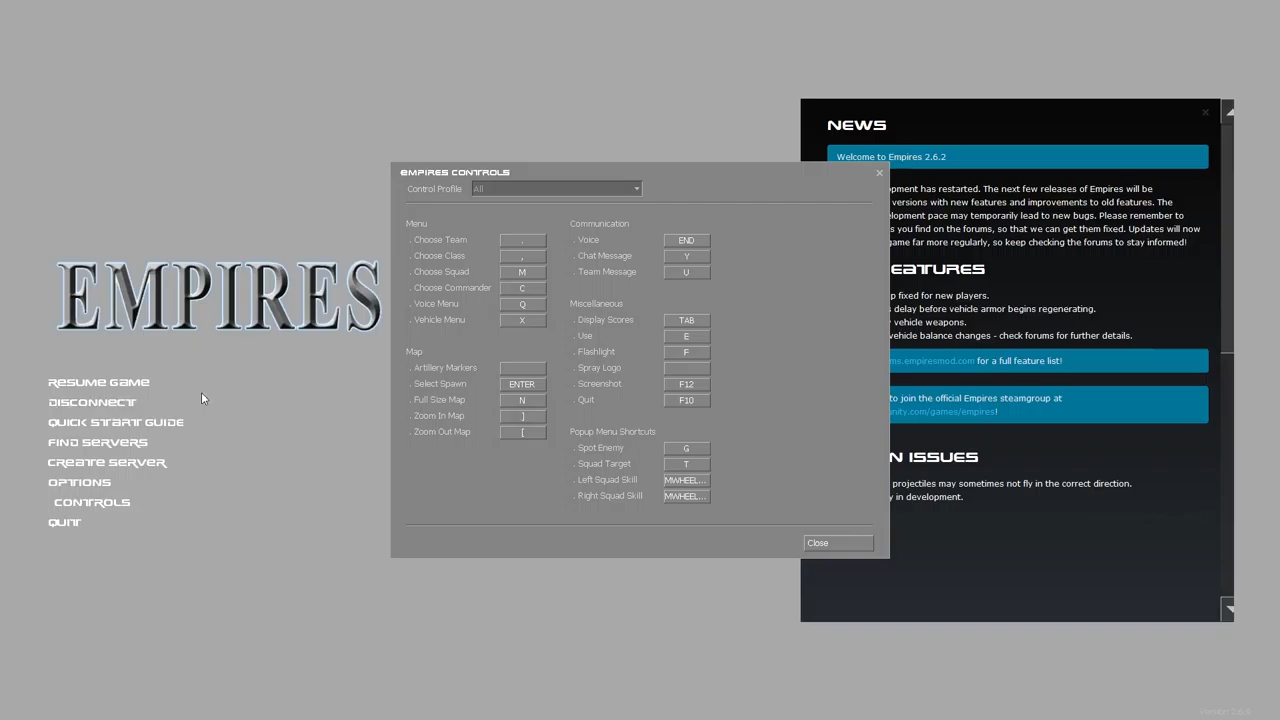 EMPIRES
RESUME GAME
DISCONNECT
QUICK START GUIDE
FIND SERVERS
CREATE SERVER
OPTIONS
CONTROLS
QUIT
EMPIRES CONTROLS
Control Profile All
Menu
. Choose Team .
. Choose Class ,
. Choose Squad M
. Choose Commander C
. Voice Menu Q
. Vehicle Menu X
Map
. Artillery Markers
. Select Spawn ENTER
. Full Size Map N
. Zoom In Map ]
. Zoom Out Map [
Communication
. Voice END
. Chat Message Y
. Team Message U
Miscellaneous
. Display Scores TAB
. Use E
. Flashlight F
. Spray Logo
. Screenshot F12
. Quit F10
Popup Menu Shortcuts
. Spot Enemy G
. Squad Target T
. Left Squad Skill MWHEEL...
. Right Squad Skill MWHEEL...
Close
NEWS
Welcome to Empires 2.6.2
opment has restarted. The next few releases of Empires will be
versions with new features and improvements to old features. The
elopment pace may temporarily lead to new bugs. Please remember to
s you find on the forums, so that we can get them fixed. Updates will now
game far more regularly, so keep checking the forums to stay informed!
EATURES
p fixed for new players.
s delay before vehicle armor begins regenerating.
vehicle weapons.
ehicle balance changes - check forums for further details.
ms.empiresmod.com for a full feature list!
to join the official Empires steamgroup at
unity.com/games/empires!
N ISSUES
projectiles may sometimes not fly in the correct direction.
y in development.